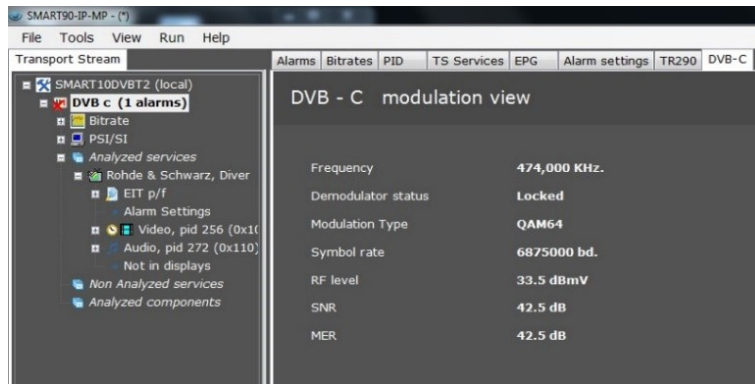 SMART90-IP-MP - (*)
File Tools View Run Help
Transport Stream
SMART10DVBT2 (local)
DVB c (1 alarms)
Bitrate
PSI/SI
Analyzed services
Rohde & Schwarz, Diver
EIT p/f
Alarm Settings
Video, pid 256 (0x1(
Audio, pid 272 (0x110)
Not in displays
Non Analyzed services
Analyzed components
Alarms Bitrates PID TS Services EPG Alarm settings TR290 DVB-C
DVB - C modulation view
Frequency 474,000 KHz.
Demodulator status Locked
Modulation Type QAM64
Symbol rate 6875000 bd.
RF level 33.5 dBmV
SNR 42.5 dB
MER 42.5 dB